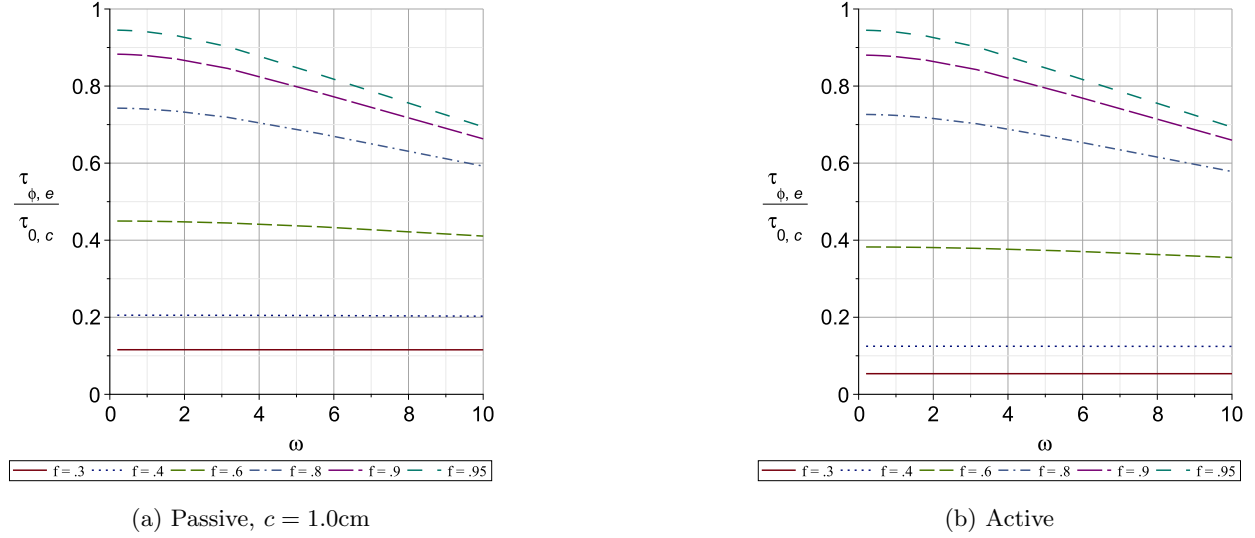 1
0.8
0.6
τ ϕ, e
τ 0, c
0.4
0.2
0
0 2 4 6 8 10
ω
f = .3 f = .4 f = .6 f = .8 f = .9 f = .95
(a) Passive, c = 1.0cm
1
0.8
0.6
τ ϕ, e
τ 0, c
0.4
0.2
0
0 2 4 6 8 10
ω
f = .3 f = .4 f = .6 f = .8 f = .9 f = .95
(b) Active